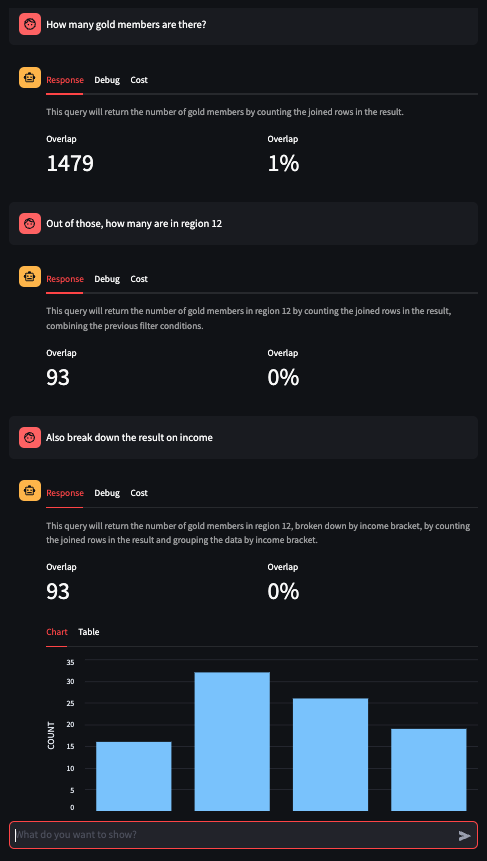 How many gold members are there?
Response Debug Cost
This query will return the number of gold members by counting the joined rows in the result.
Overlap Overlap
1479 1%
Out of those, how many are in region 12
Response Debug Cost
This query will return the number of gold members in region 12 by counting the joined rows in the result,
combining the previous filter conditions.
Overlap Overlap
93 0%
Also break down the result on income
Response Debug Cost
This query will return the number of gold members in region 12, broken down by income bracket, by counting
the joined rows in the result and grouping the data by income bracket.
Overlap Overlap
93 0%
Chart Table
35
30
25
20
15
10
5
0
COUNT
What do you want to show?